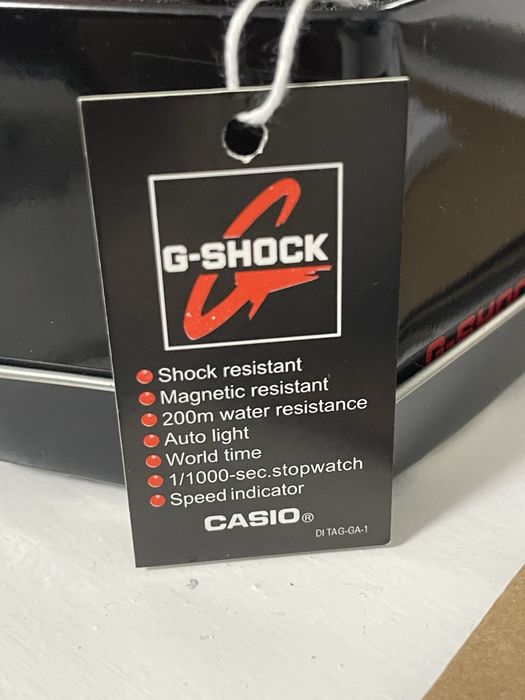 G-SHOCK
Shock resistant
Magnetic resistant
200m water resistance
Auto light
World time
1/1000-sec.stopwatch
Speed indicator
CASIO®
DI TAG-GA-1
G-SHOCK